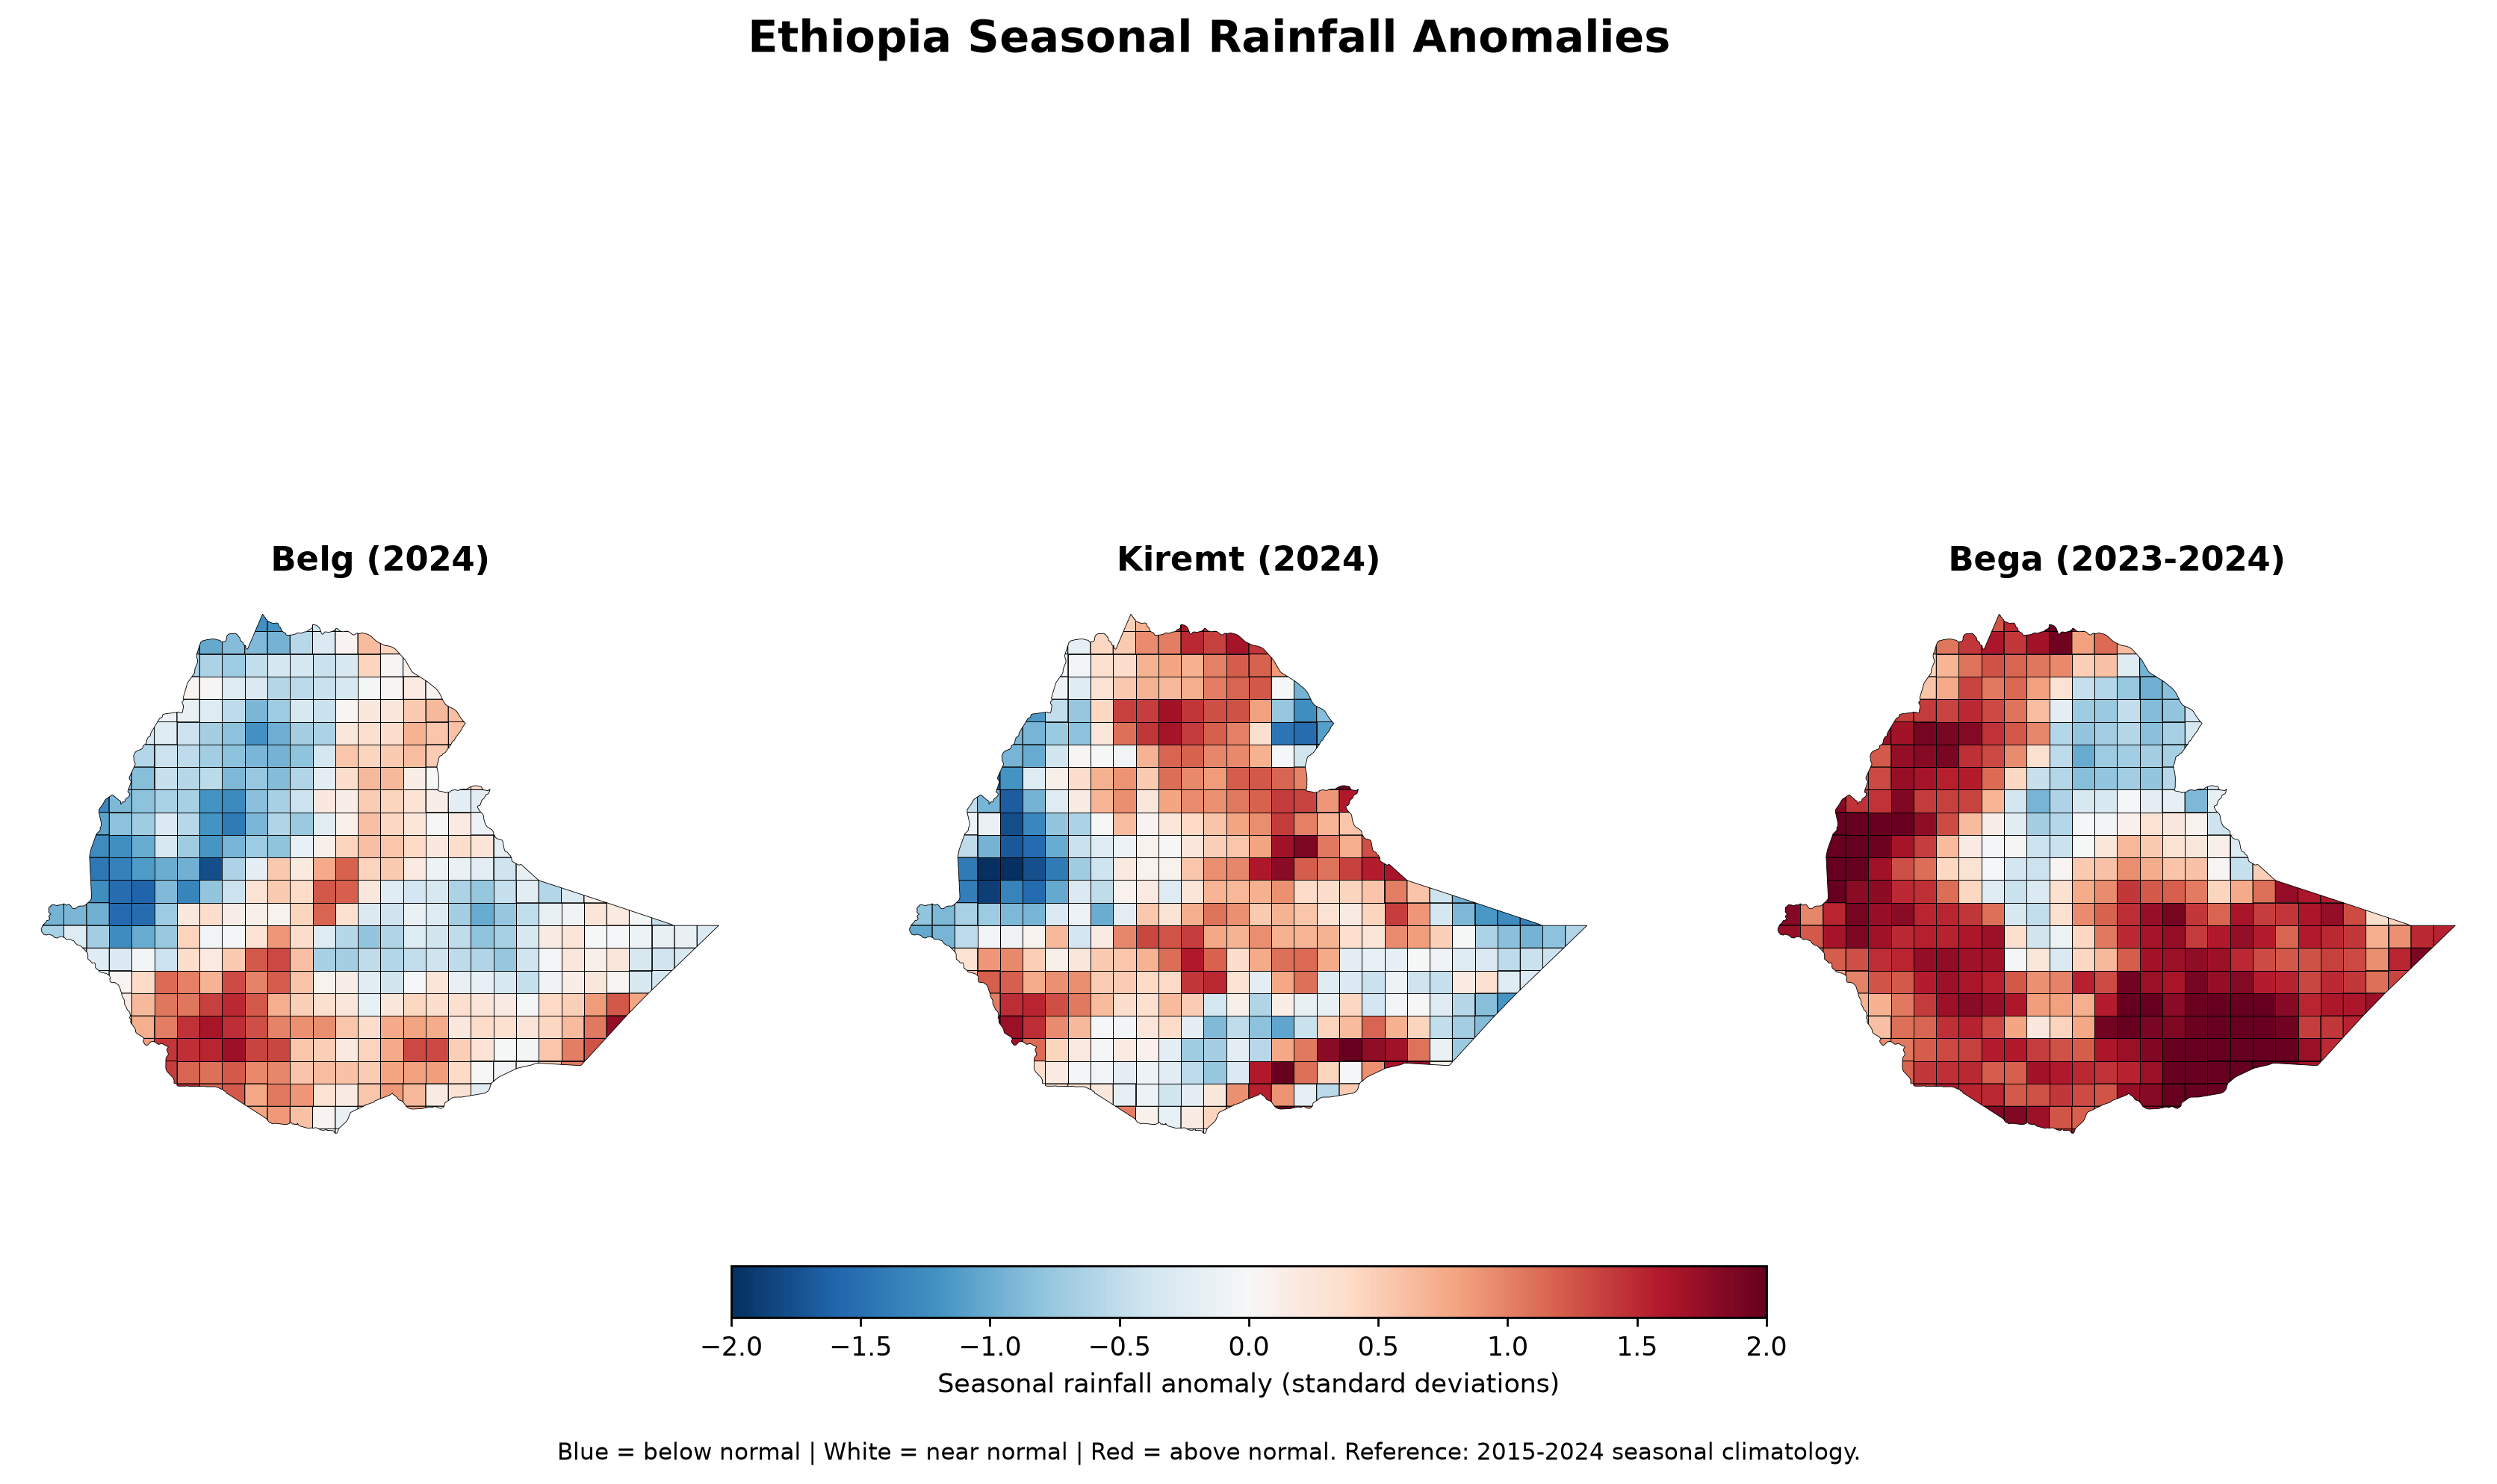 Ethiopia Seasonal Rainfall Anomalies
Belg (2024)
Kiremt (2024)
Bega (2023-2024)
−2.0 −1.5 −1.0 −0.5 0.0 0.5 1.0 1.5 2.0
Seasonal rainfall anomaly (standard deviations)
Blue = below normal | White = near normal | Red = above normal. Reference: 2015-2024 seasonal climatology.